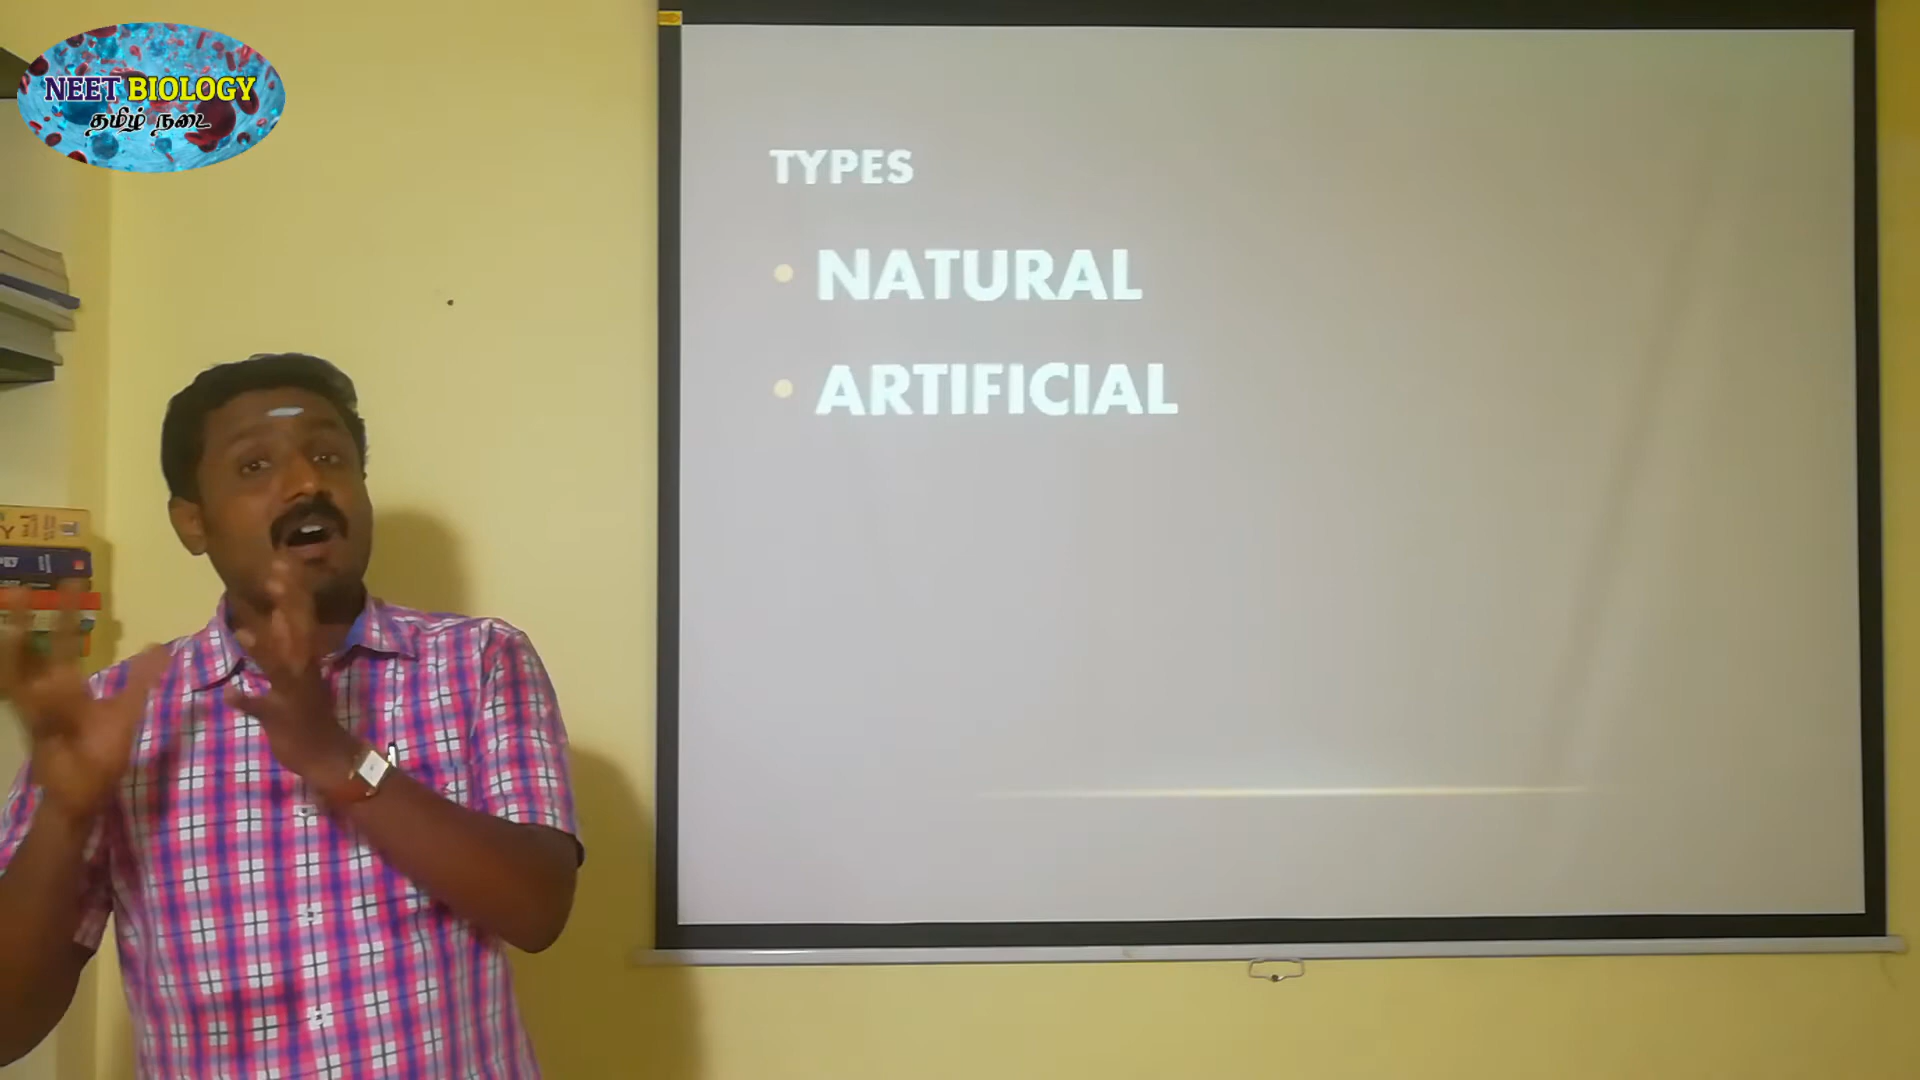 NEET BIOLOGY
தமிழ் நடை
TYPES
• NATURAL
• ARTIFICIAL